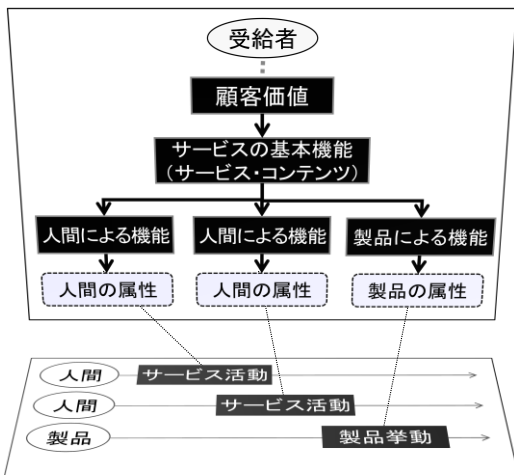 受給者
顧客価値
サービスの基本機能
(サービス・コンテンツ)
人間による機能 人間による機能 製品による機能
人間の属性 人間の属性 製品の属性
人間 サービス活動
人間 サービス活動
製品 製品挙動